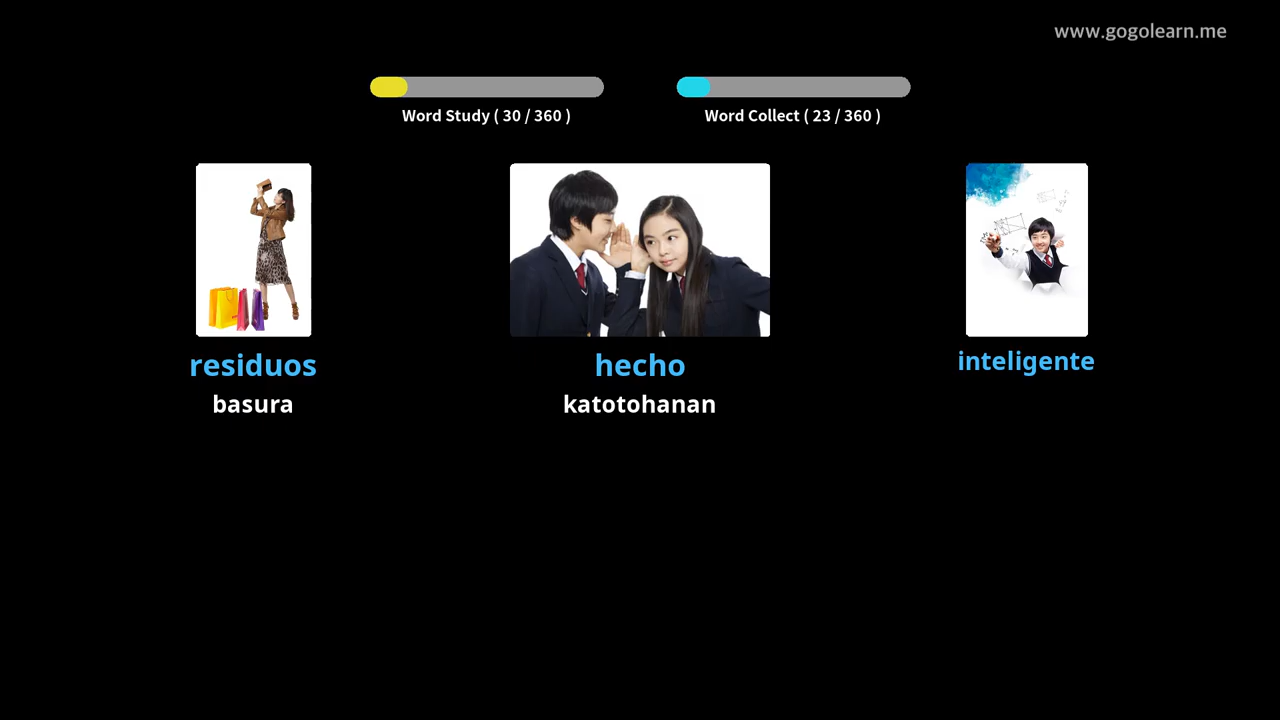 www.gogolearn.me
Word Study ( 30 / 360 )
Word Collect ( 23 / 360 )
residuos
hecho
inteligente
basura
katotohanan